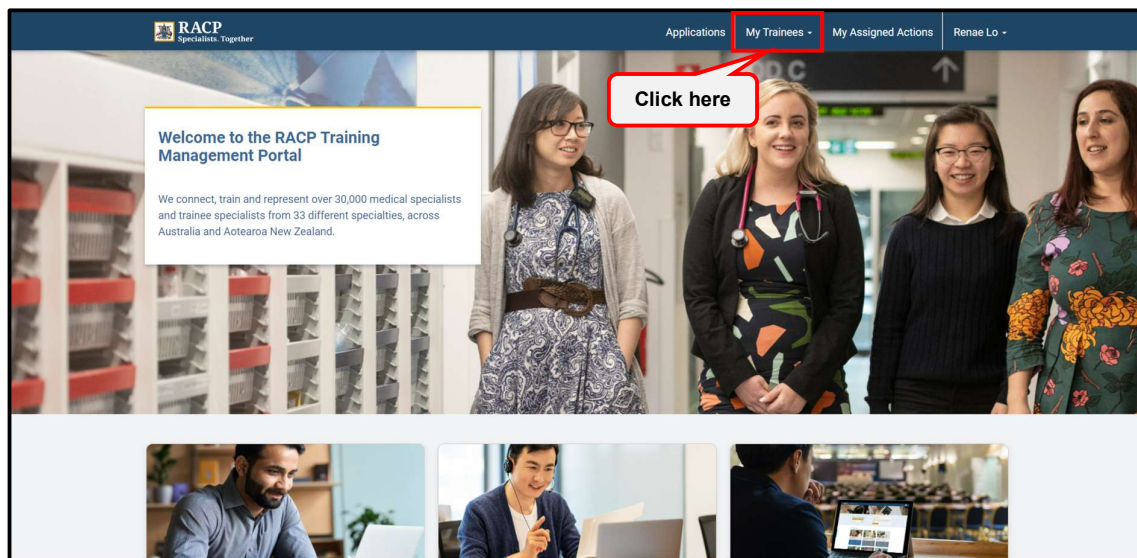 RACP
Specialists. Together
Applications
My Trainees
My Assigned Actions
Renae Lo
Click here
Welcome to the RACP Training
Management Portal
We connect, train and represent over 30,000 medical specialists
and trainee specialists from 33 different specialties, across
Australia and Aotearoa New Zealand.
OD C